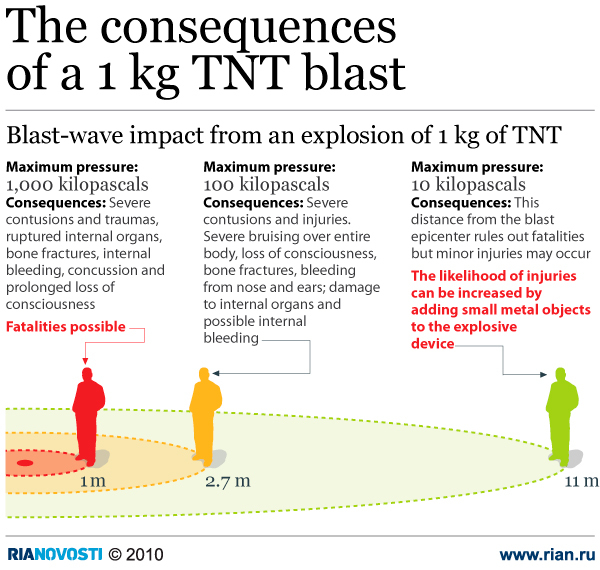 The consequences
of a 1 kg TNT blast
Blast-wave impact from an explosion of 1 kg of TNT
Maximum pressure:
1,000 kilopascals
Consequences: Severe
contusions and traumas,
ruptured internal organs,
bone fractures, internal
bleeding, concussion and
prolonged loss of
consciousness
Fatalities possible
Maximum pressure:
100 kilopascals
Consequences: Severe
contusions and injuries.
Severe bruising over entire
body, loss of consciousness,
bone fractures, bleeding
from nose and ears; damage
to internal organs and
possible internal
bleeding
Maximum pressure:
10 kilopascals
Consequences: This
distance from the blast
epicenter rules out fatalities
but minor injuries may occur
The likelihood of injuries
can be increased by
adding small metal objects
to the explosive
device
1 m
2.7 m
11 m
RIANOVOSTI © 2010
www.rian.ru